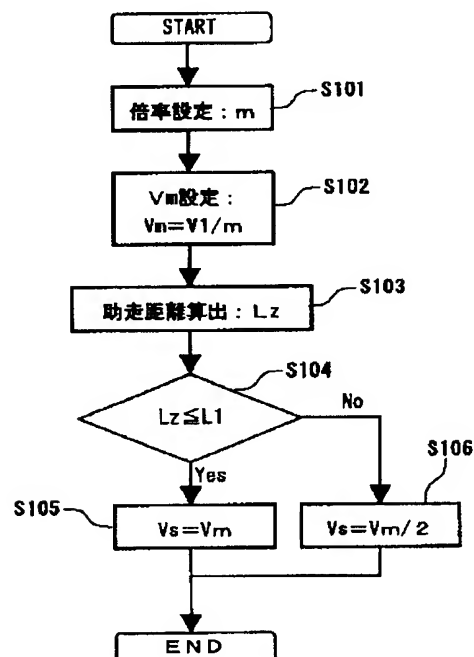 START
倍率設定：m
S101
Vm設定：
Vm=V1/m
S102
助走距離算出：Lz
S103
Lz≦L1
S104
Yes
No
Vs=Vm
S105
Vs=Vm/2
S106
END